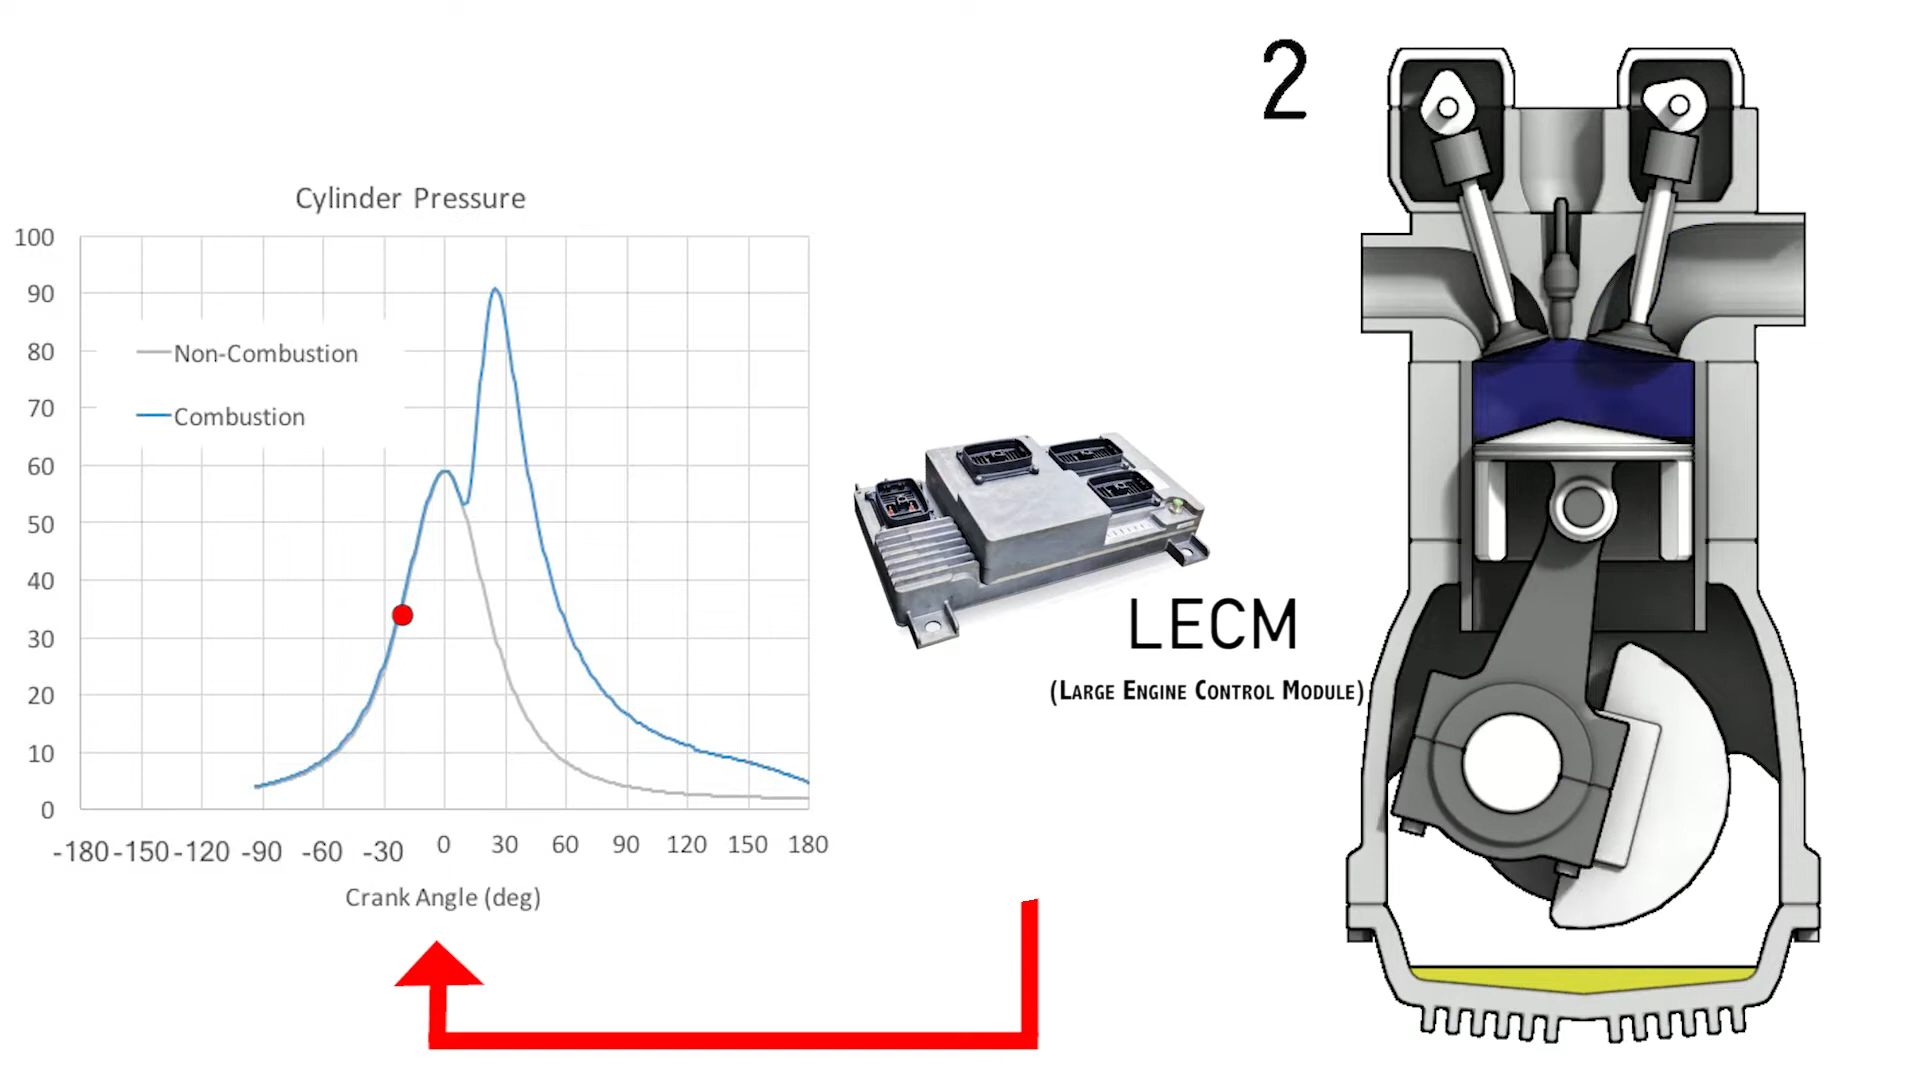 2
Cylinder Pressure
100
90
80
70
60
50
40
30
20
10
0
Non-Combustion
Combustion
-180 -150 -120 -90 -60 -30 0 30 60 90 120 150 180
Crank Angle (deg)
LECM
(LARGE ENGINE CONTROL MODULE)